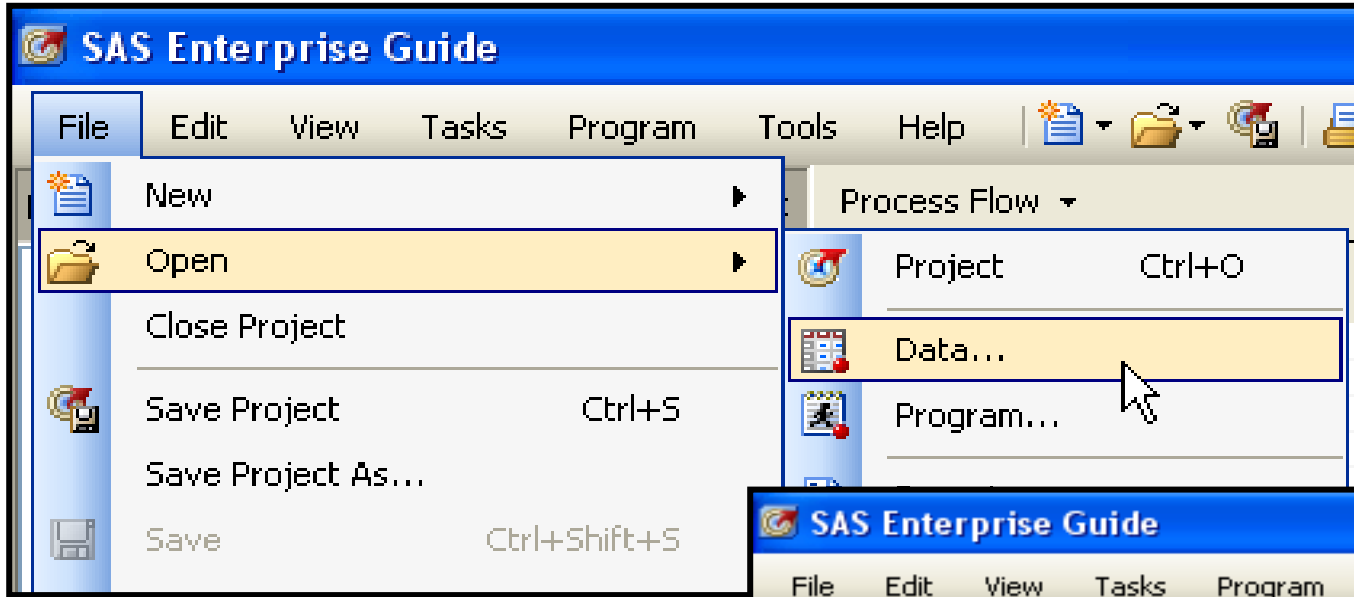 SAS Enterprise Guide
File Edit View Tasks Program Tools Help
New
Process Flow
Open
Project Ctrl+O
Close Project
Data...
Save Project Ctrl+S
Program...
Save Project As...
Save Ctrl+Shift+S
SAS Enterprise Guide
File Edit View Tasks Program